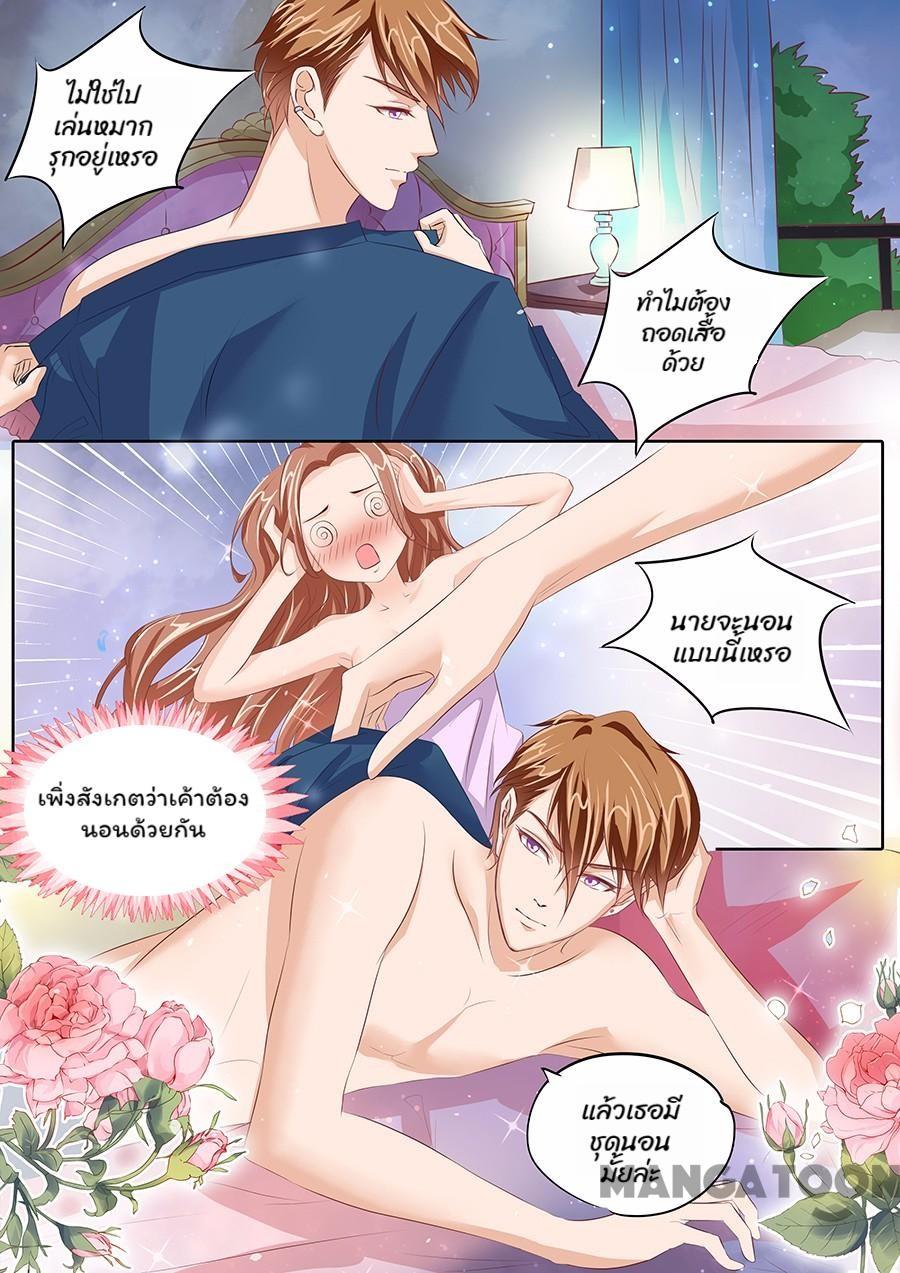 ไม่ใช่ไป
เล่นหมาก
รุกอยู่เหรอ
ทำไมต้อง
ถอดเสื้อ
ด้วย
นายจะนอน
แบบนี้เหรอ
เพิ่งสังเกตว่าเค้าต้อง
นอนด้วยกัน
แล้วเธอมี
ชุดนอน
มั้ยล่ะ
MANGATOON